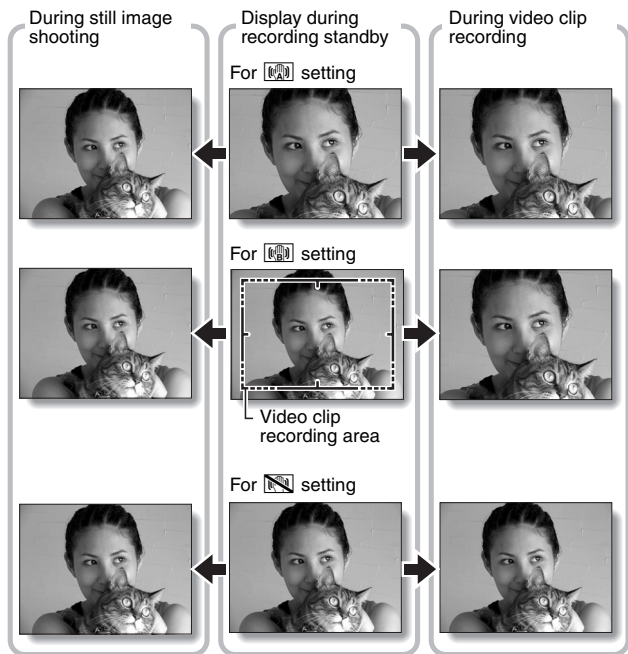 During still image
shooting
Display during
recording standby
During video clip
recording
For A setting
For B setting
Video clip
recording area
For setting